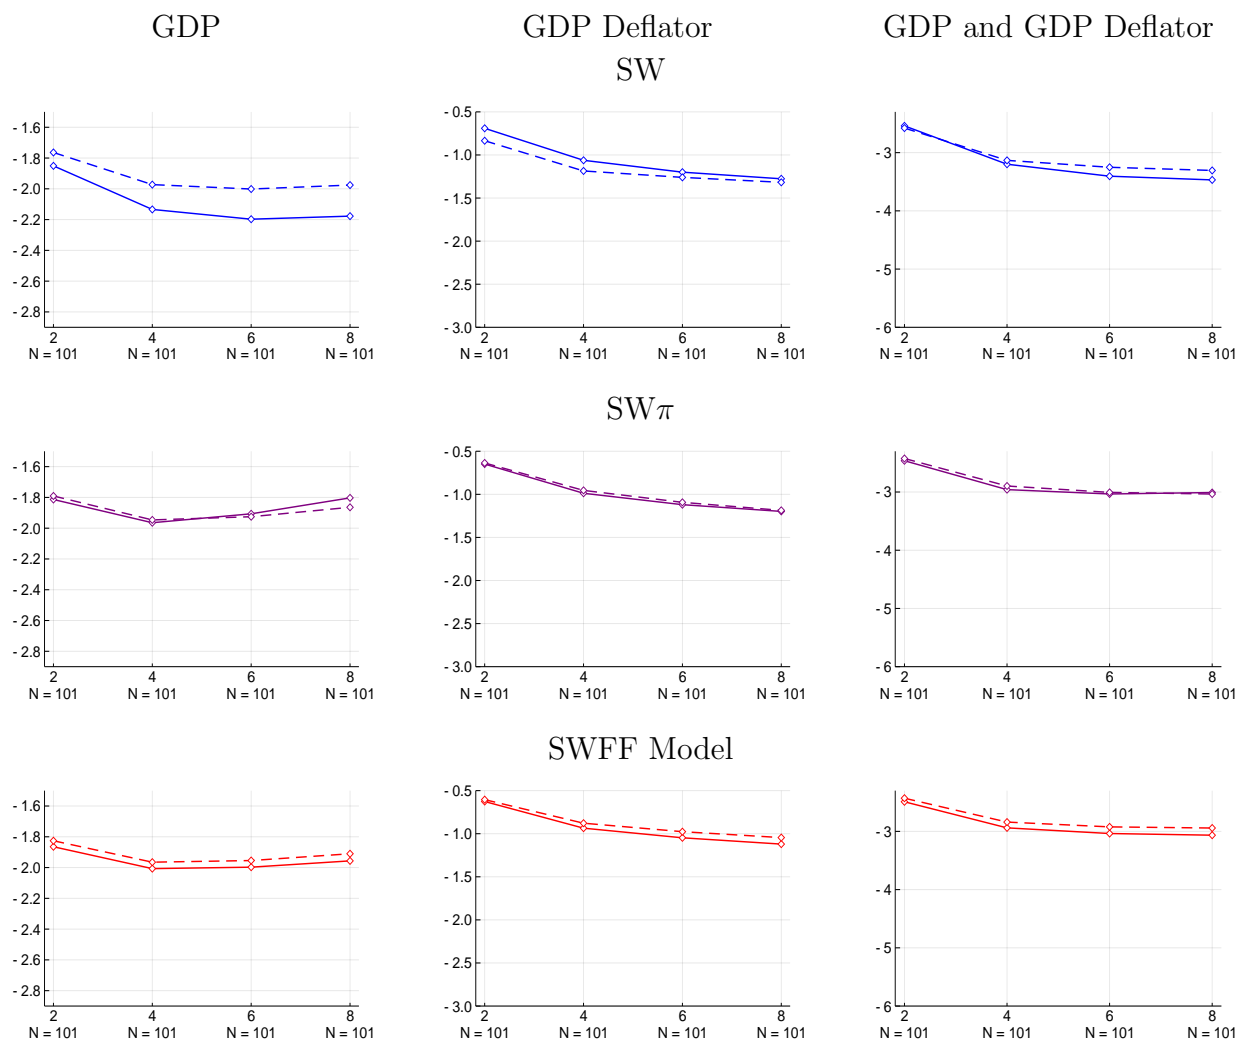 GDP GDP Deflator GDP and GDP Deflator
SW
- 1.6
- 1.8
- 2.0
- 2.2
- 2.4
- 2.6
- 2.8
2 4 6 8
N = 101 N = 101 N = 101 N = 101
- 0.5
- 1.0
- 1.5
- 2.0
- 2.5
- 3.0
2 4 6 8
N = 101 N = 101 N = 101 N = 101
- 3
- 4
- 5
- 6
2 4 6 8
N = 101 N = 101 N = 101 N = 101
SWπ
- 1.6
- 1.8
- 2.0
- 2.2
- 2.4
- 2.6
- 2.8
2 4 6 8
N = 101 N = 101 N = 101 N = 101
- 0.5
- 1.0
- 1.5
- 2.0
- 2.5
- 3.0
2 4 6 8
N = 101 N = 101 N = 101 N = 101
- 3
- 4
- 5
- 6
2 4 6 8
N = 101 N = 101 N = 101 N = 101
SWFF Model
- 1.6
- 1.8
- 2.0
- 2.2
- 2.4
- 2.6
- 2.8
2 4 6 8
N = 101 N = 101 N = 101 N = 101
- 0.5
- 1.0
- 1.5
- 2.0
- 2.5
- 3.0
2 4 6 8
N = 101 N = 101 N = 101 N = 101
- 3
- 4
- 5
- 6
2 4 6 8
N = 101 N = 101 N = 101 N = 101